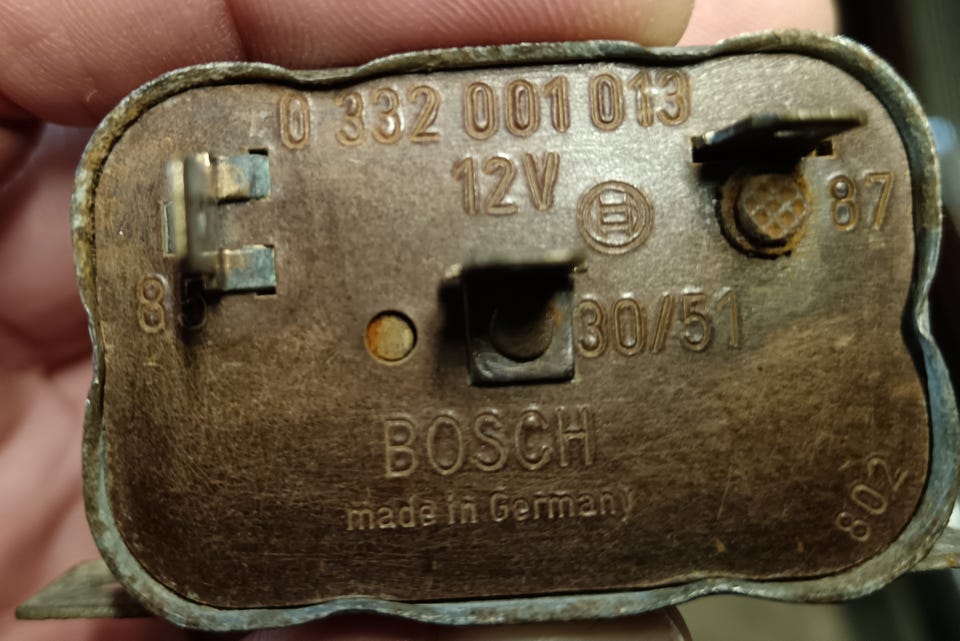 0 332 001 013
12V
87
85
30/51
BOSCH
made in Germany
802